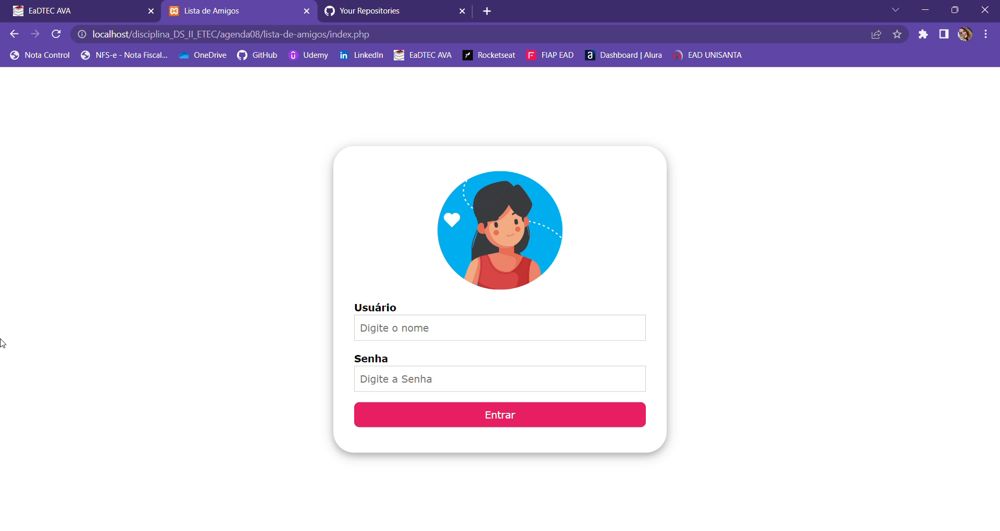 EaDTEC AVA
Lista de Amigos
Your Repositories
localhost/disciplina_DS_II_ETEC/agenda08/lista-de-amigos/index.php
Nota Control
NFS-e - Nota Fiscal...
OneDrive
GitHub
Udemy
LinkedIn
EaDTEC AVA
Rocketseat
FIAP EAD
Dashboard | Alura
EAD UNISANTA
Usuário
Digite o nome
Senha
Digite a Senha
Entrar